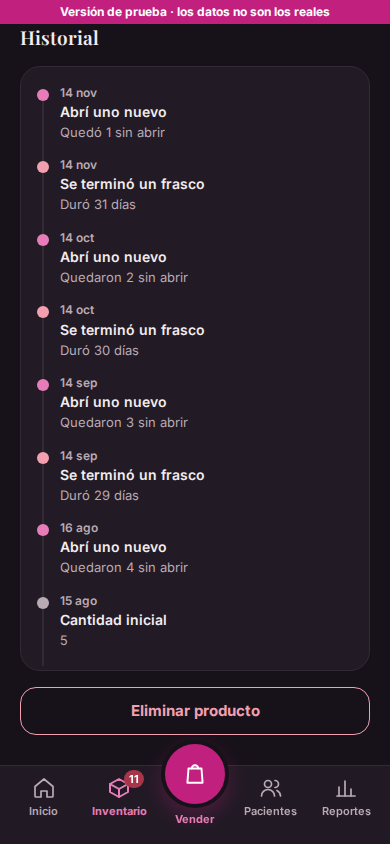 Versión de prueba · los datos no son los reales
Historial
14 nov
Abrí uno nuevo
Quedó 1 sin abrir
14 nov
Se terminó un frasco
Duró 31 días
14 oct
Abrí uno nuevo
Quedaron 2 sin abrir
14 oct
Se terminó un frasco
Duró 30 días
14 sep
Abrí uno nuevo
Quedaron 3 sin abrir
14 sep
Se terminó un frasco
Duró 29 días
16 ago
Abrí uno nuevo
Quedaron 4 sin abrir
15 ago
Cantidad inicial
5
Eliminar producto
11
Inicio
Inventario
Vender
Pacientes
Reportes